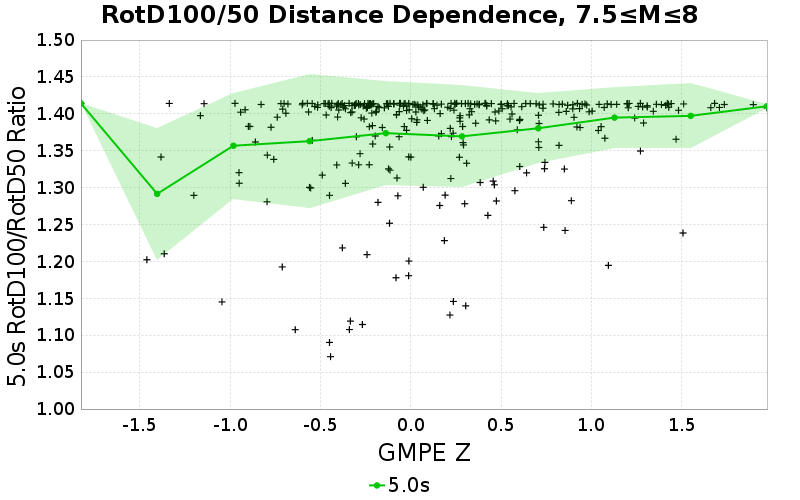 RotD100/50 Distance Dependence, 7.5≤M≤8
5.0s RotD100/RotD50 Ratio
1.50
1.45
1.40
1.35
1.30
1.25
1.20
1.15
1.10
1.05
1.00
-1.5 -1.0 -0.5 0.0 0.5 1.0 1.5
GMPE Z
5.0s